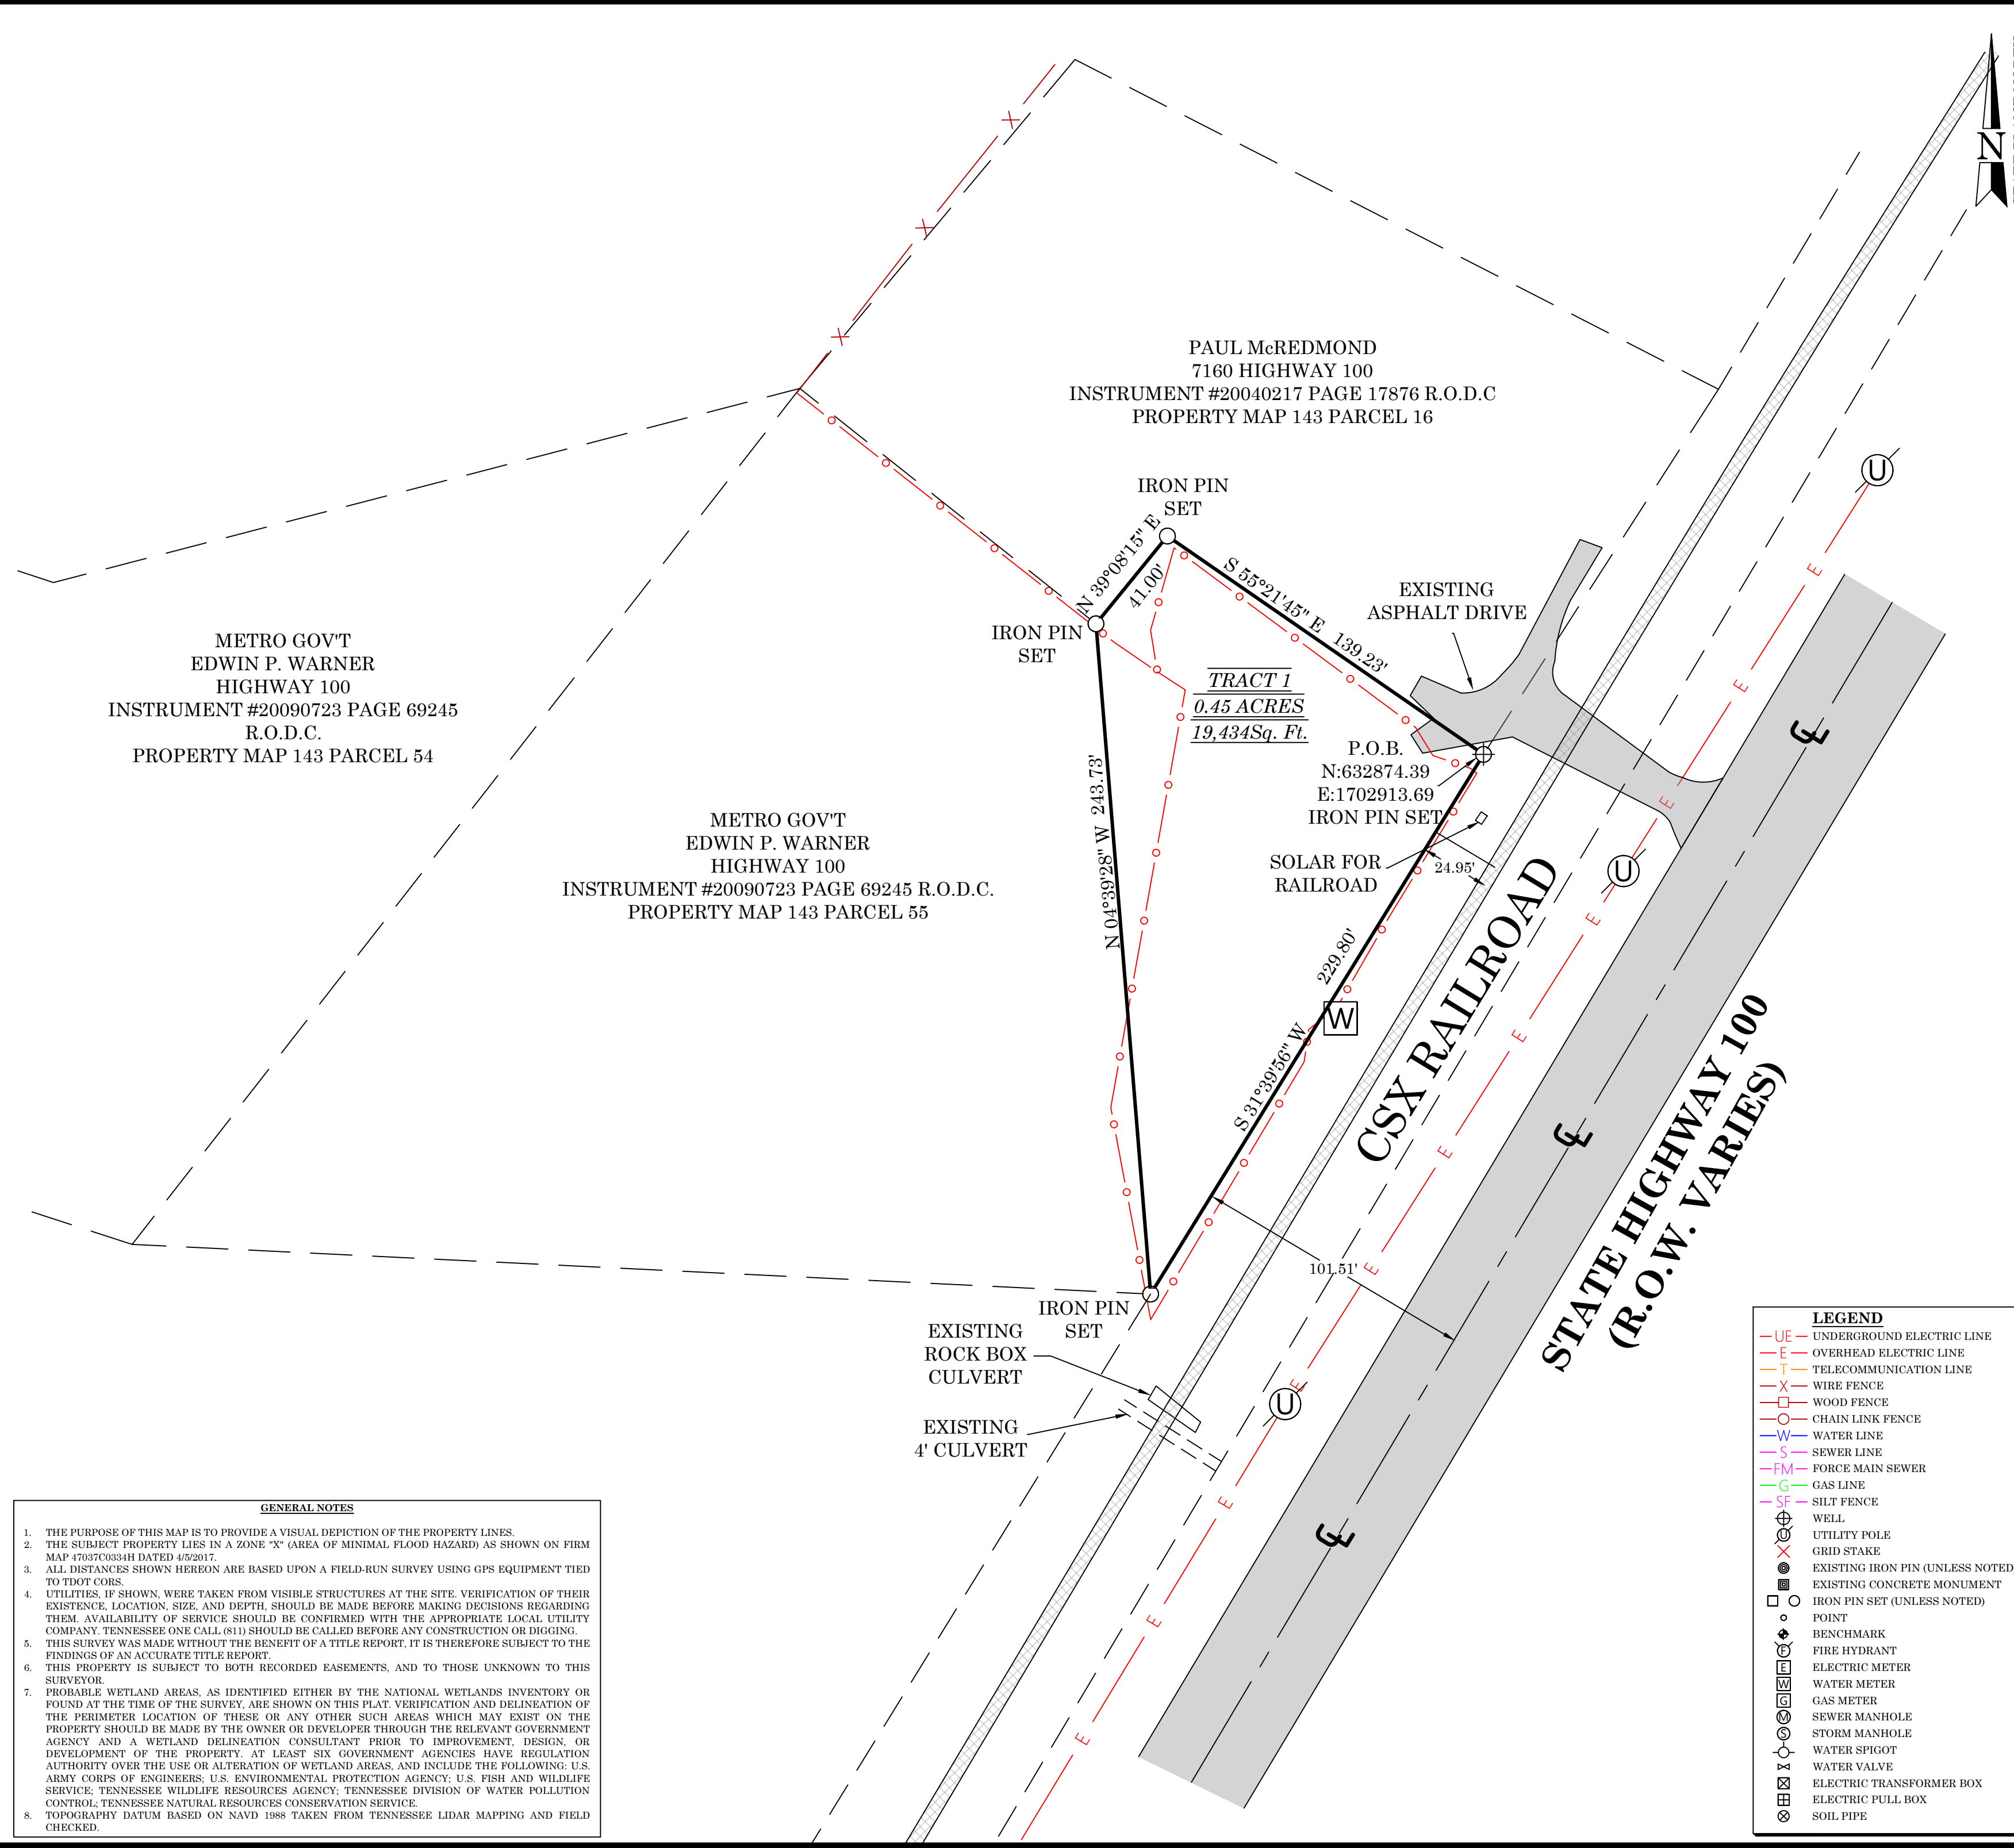 N
PAUL McREDMOND
7160 HIGHWAY 100
INSTRUMENT #20040217 PAGE 17876 R.O.D.C
PROPERTY MAP 143 PARCEL 16
IRON PIN
SET
N 39°08'15" E
41.00'
S 55°21'45" E 139.23'
IRON PIN
SET
EXISTING
ASPHALT DRIVE
METRO GOV'T
EDWIN P. WARNER
HIGHWAY 100
INSTRUMENT #20090723 PAGE 69245
R.O.D.C.
PROPERTY MAP 143 PARCEL 54
TRACT 1
0.45 ACRES
19,434Sq. Ft.
P.O.B.
N:632874.39
E:1702913.69
IRON PIN SET
METRO GOV'T
EDWIN P. WARNER
HIGHWAY 100
INSTRUMENT #20090723 PAGE 69245 R.O.D.C.
PROPERTY MAP 143 PARCEL 55
N 04°39'28" W 243.73'
SOLAR FOR
RAILROAD
24.95'
229.80'
S 31°39'56" W
W
U
U
U
E
E
E
E
E
E
E
E
E
E
E
E
X
X
X
CSX RAILROAD
STATE HIGHWAY 100
(R.O.W. VARIES)
101.51'
IRON PIN
SET
EXISTING
ROCK BOX
CULVERT
EXISTING
4' CULVERT
GENERAL NOTES
1. THE PURPOSE OF THIS MAP IS TO PROVIDE A VISUAL DEPICTION OF THE PROPERTY LINES.
2. THE SUBJECT PROPERTY LIES IN A ZONE "X" (AREA OF MINIMAL FLOOD HAZARD) AS SHOWN ON FIRM
MAP 47037C0334H DATED 4/5/2017.
3. ALL DISTANCES SHOWN HEREON ARE BASED UPON A FIELD-RUN SURVEY USING GPS EQUIPMENT TIED
TO TDOT CORS.
4. UTILITIES, IF SHOWN, WERE TAKEN FROM VISIBLE STRUCTURES AT THE SITE. VERIFICATION OF THEIR
EXISTENCE, LOCATION, SIZE, AND DEPTH, SHOULD BE MADE BEFORE MAKING DECISIONS REGARDING
THEM. AVAILABILITY OF SERVICE SHOULD BE CONFIRMED WITH THE APPROPRIATE LOCAL UTILITY
COMPANY. TENNESSEE ONE CALL (811) SHOULD BE CALLED BEFORE ANY CONSTRUCTION OR DIGGING.
5. THIS SURVEY WAS MADE WITHOUT THE BENEFIT OF A TITLE REPORT, IT IS THEREFORE SUBJECT TO THE
FINDINGS OF AN ACCURATE TITLE REPORT.
6. THIS PROPERTY IS SUBJECT TO BOTH RECORDED EASEMENTS, AND TO THOSE UNKNOWN TO THIS
SURVEYOR.
7. PROBABLE WETLAND AREAS, AS IDENTIFIED EITHER BY THE NATIONAL WETLANDS INVENTORY OR
FOUND AT THE TIME OF THE SURVEY, ARE SHOWN ON THIS PLAT. VERIFICATION AND DELINEATION OF
THE PERIMETER LOCATION OF THESE OR ANY OTHER SUCH AREAS WHICH MAY EXIST ON THE
PROPERTY SHOULD BE MADE BY THE OWNER OR DEVELOPER THROUGH THE RELEVANT GOVERNMENT
AGENCY AND A WETLAND DELINEATION CONSULTANT PRIOR TO IMPROVEMENT, DESIGN, OR
DEVELOPMENT OF THE PROPERTY. AT LEAST SIX GOVERNMENT AGENCIES HAVE REGULATION
AUTHORITY OVER THE USE OR ALTERATION OF WETLAND AREAS, AND INCLUDE THE FOLLOWING: U.S.
ARMY CORPS OF ENGINEERS; U.S. ENVIRONMENTAL PROTECTION AGENCY; U.S. FISH AND WILDLIFE
SERVICE; TENNESSEE WILDLIFE RESOURCES AGENCY; TENNESSEE DIVISION OF WATER POLLUTION
CONTROL; TENNESSEE NATURAL RESOURCES CONSERVATION SERVICE.
8. TOPOGRAPHY DATUM BASED ON NAVD 1988 TAKEN FROM TENNESSEE LIDAR MAPPING AND FIELD
CHECKED.
LEGEND
UE UNDERGROUND ELECTRIC LINE
E OVERHEAD ELECTRIC LINE
T TELECOMMUNICATION LINE
X WIRE FENCE
WOOD FENCE
CHAIN LINK FENCE
W WATER LINE
S SEWER LINE
FM FORCE MAIN SEWER
G GAS LINE
SF SILT FENCE
WELL
U UTILITY POLE
GRID STAKE
EXISTING IRON PIN (UNLESS NOTED
EXISTING CONCRETE MONUMENT
IRON PIN SET (UNLESS NOTED)
POINT
BENCHMARK
F FIRE HYDRANT
E ELECTRIC METER
W WATER METER
G GAS METER
M SEWER MANHOLE
S STORM MANHOLE
WATER SPIGOT
WATER VALVE
ELECTRIC TRANSFORMER BOX
ELECTRIC PULL BOX
SOIL PIPE